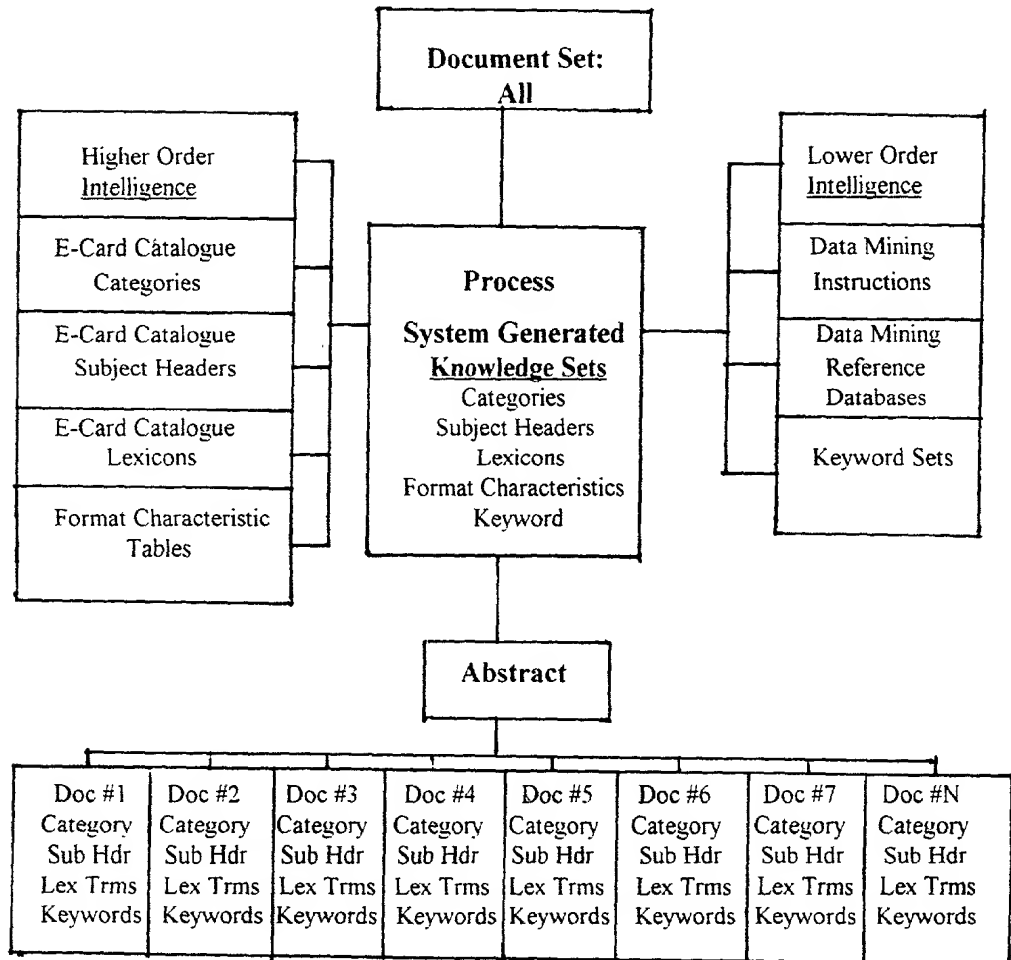 Document Set:
All
Higher Order
Intelligence
E-Card Catalogue
Categories
E-Card Catalogue
Subject Headers
E-Card Catalogue
Lexicons
Format Characteristic
Tables
Process
System Generated
Knowledge Sets
Categories
Subject Headers
Lexicons
Format Characteristics
Keyword
Lower Order
Intelligence
Data Mining
Instructions
Data Mining
Reference
Databases
Keyword Sets
Abstract
Doc #1
Category
Sub Hdr
Lex Trms
Keywords
Doc #2
Category
Sub Hdr
Lex Trms
Keywords
Doc #3
Category
Sub Hdr
Lex Trms
Keywords
Doc #4
Category
Sub Hdr
Lex Trms
Keywords
Doc #5
Category
Sub Hdr
Lex Trms
Keywords
Doc #6
Category
Sub Hdr
Lex Trms
Keywords
Doc #7
Category
Sub Hdr
Lex Trms
Keywords
Doc #N
Category
Sub Hdr
Lex Trms
Keywords